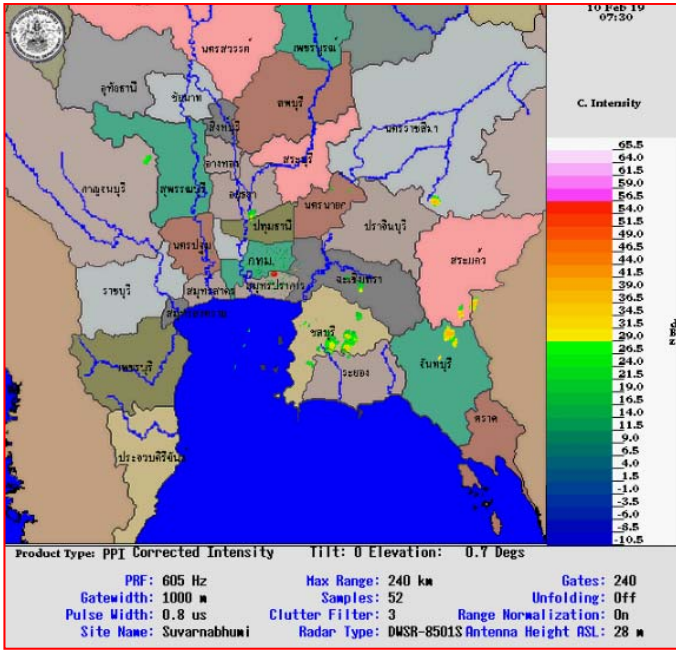 10 Feb 19
07:30
C. Intensity
นครสวรรค์
เพชรบูรณ์
อุทัยธานี
ชัยนาท
ลพบุรี
สิงห์บุรี
นครราชสีมา
อ่างทอง
สระบุรี
กาญจนบุรี
สุพรรณบุรี
อยุธยา
นครนายก
ปราจีนบุรี
ปทุมธานี
นครปฐม
กทม.
สระแก้ว
ราชบุรี
สมุทรสาคร
สมุทรปราการ
ฉะเชิงเทรา
สมุทรสงคราม
ชลบุรี
เพชรบุรี
ระยอง
จันทบุรี
ตราด
ประจวบคีรีขันธ์
65.5
64.0
61.5
59.0
56.5
54.0
51.5
49.0
46.5
44.0
41.5
39.0
36.5
34.0
31.5
29.0
26.5
24.0
21.5
19.0
16.5
14.0
11.5
9.0
6.5
4.0
1.5
-1.0
-3.5
-6.0
-8.5
-10.5
Product Type: PPI Corrected Intensity Tilt: 0 Elevation: 0.7 Degs
PRF: 605 Hz Max Range: 240 km Gates: 240
Gatewidth: 1000 m Samples: 52 Unfolding: Off
Pulse Width: 0.8 us Clutter Filter: 3 Range Normalization: On
Site Name: Suvarnabhumi Radar Type: DWSR-8501S Antenna Height ASL: 28 m